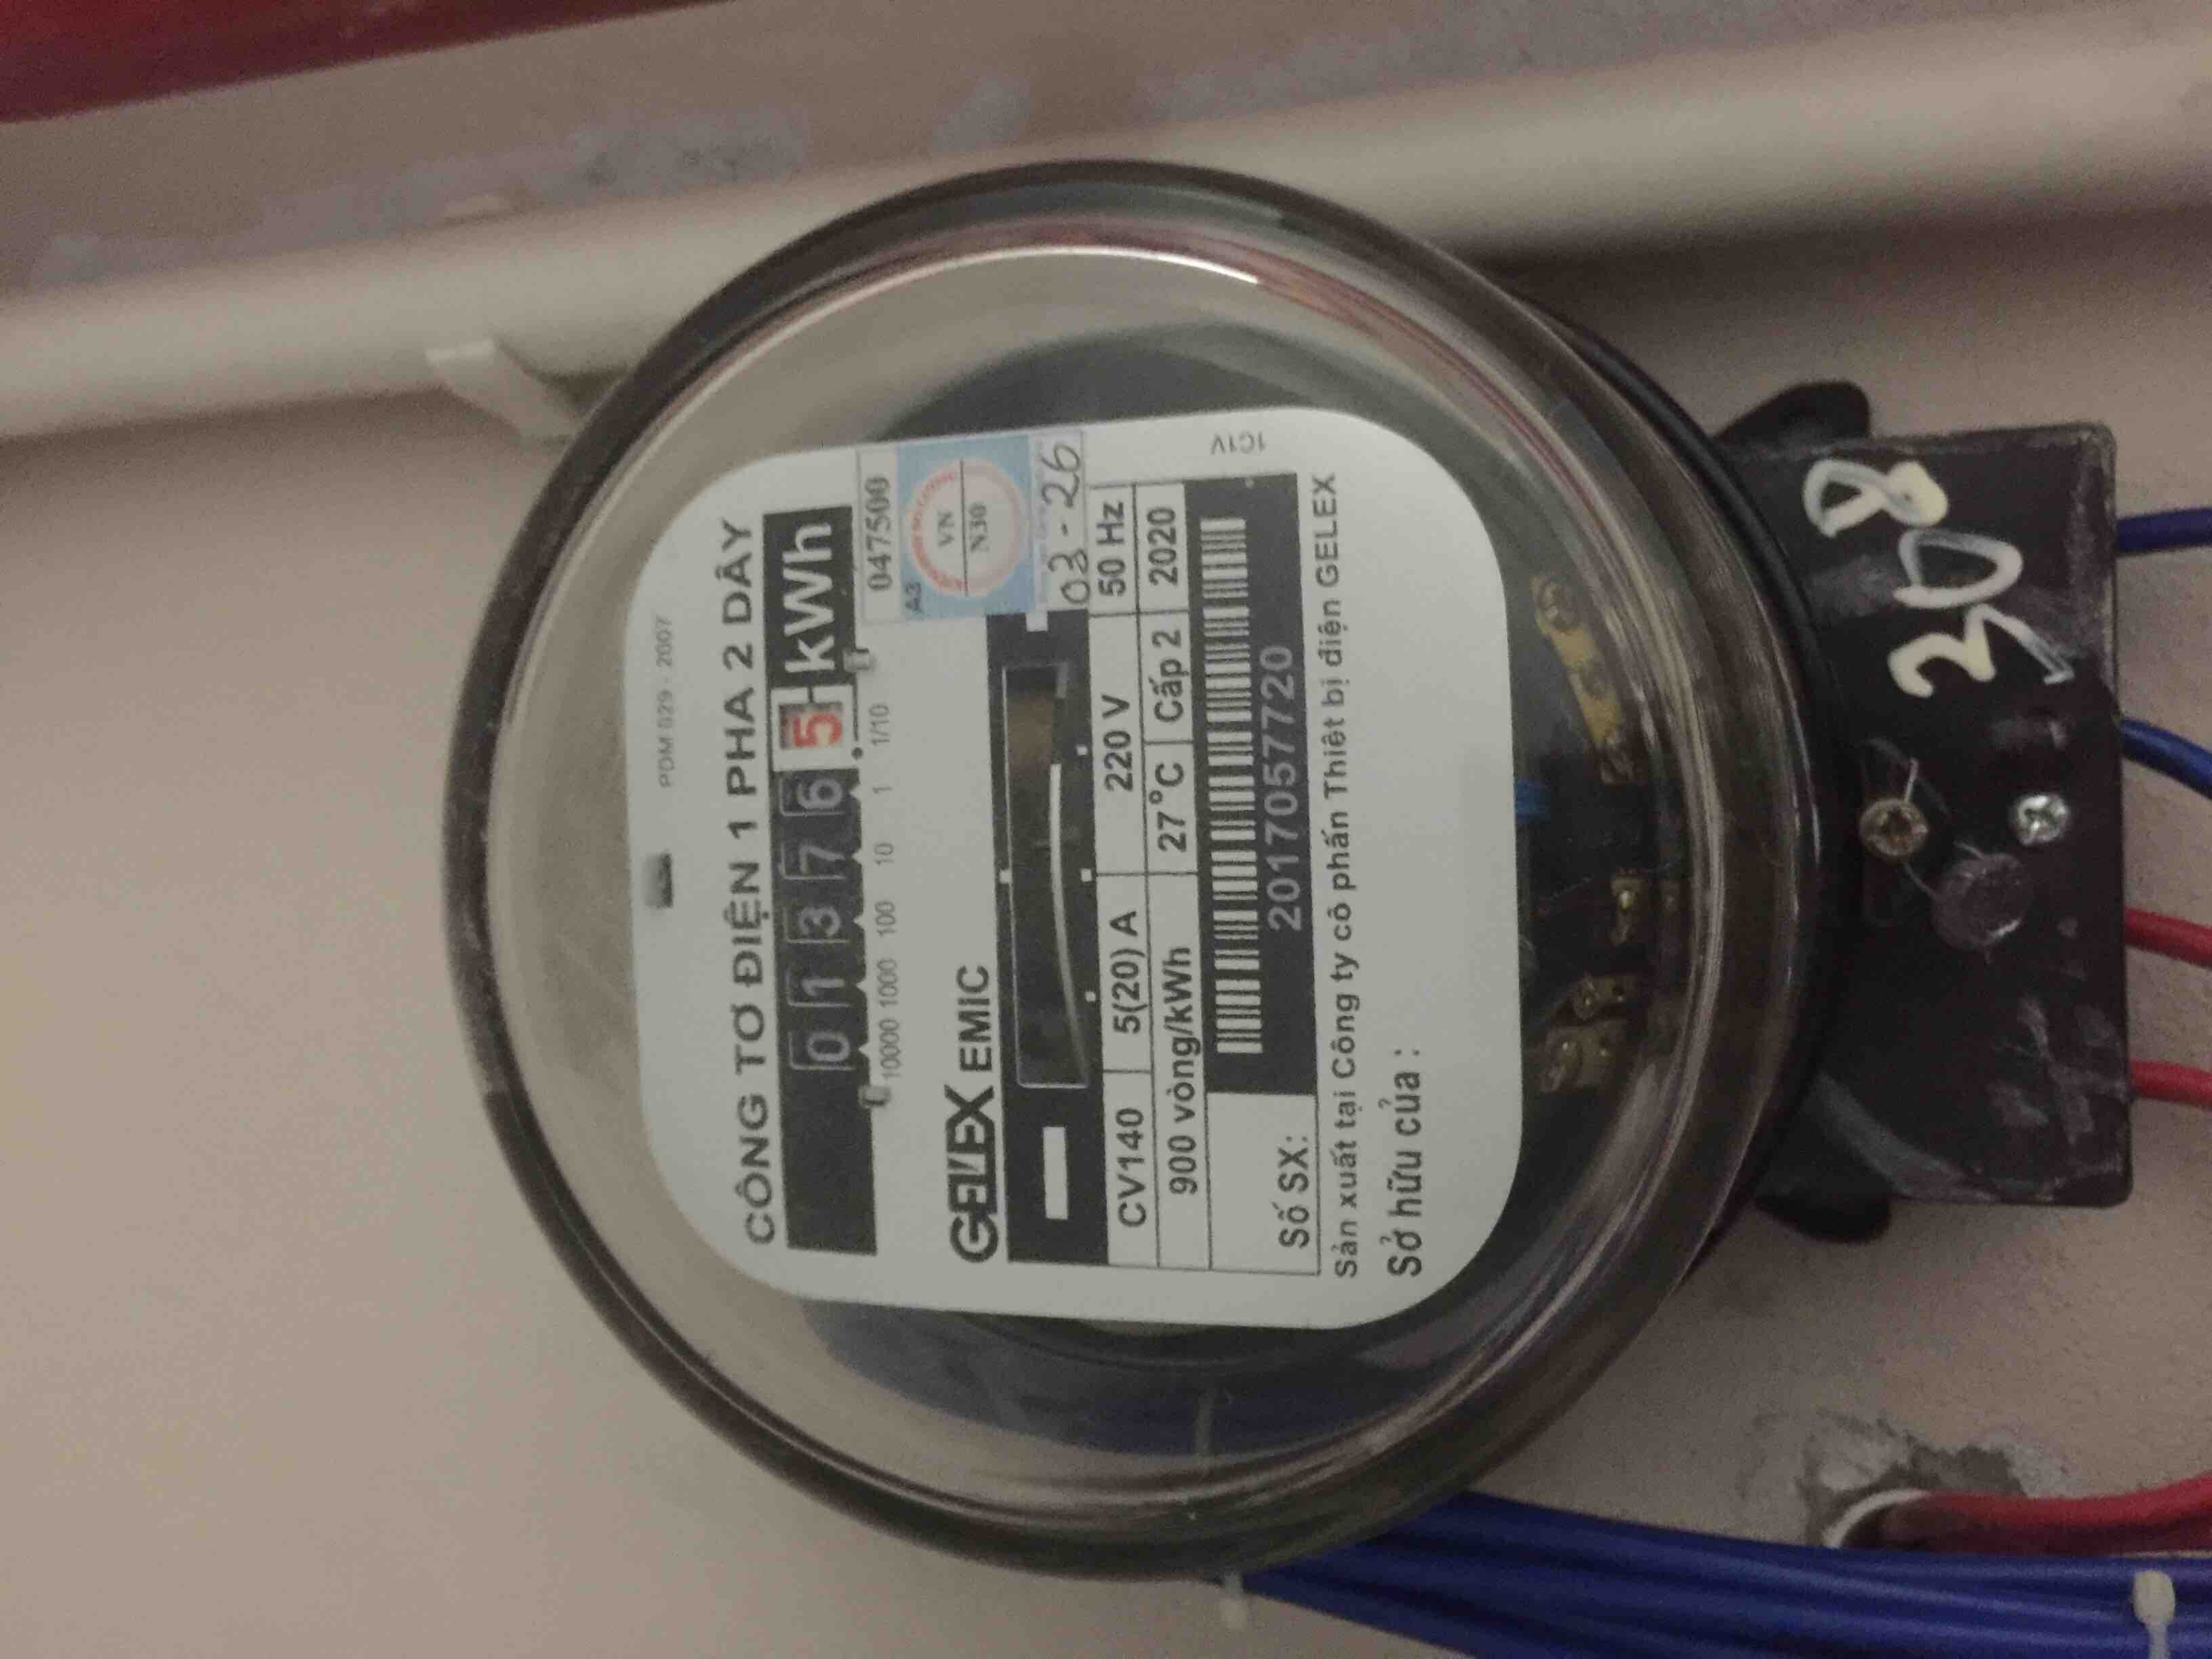 PDM 029 - 2007
CÔNG TƠ ĐIỆN 1 PHA 2 DÂY
0 1 3 7 6 5 kWh
10000 1000 100 10 1 1/10
0475500
A3
VN
N30
03 - 26
GELEX EMIC
CV140 5(20) A 220 V 50 Hz
900 vòng/kWh 27°C Cấp 2 2020
Số SX:
2017057720
1C1V
Sản xuất tại Công ty cổ phần Thiết bị điện GELEX
Sở hữu của :
308